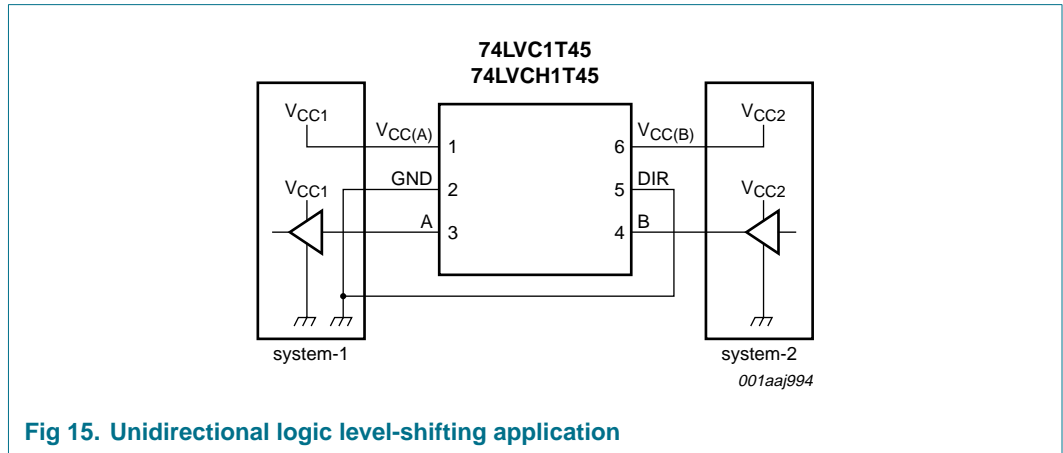 74LVC1T45
74LVCH1T45
VCC1
VCC(A)
1
6
VCC(B)
VCC2
VCC1
GND
2
5
DIR
VCC2
A
3
4
B
system-1
system-2
001aaj994
Fig 15. Unidirectional logic level-shifting application